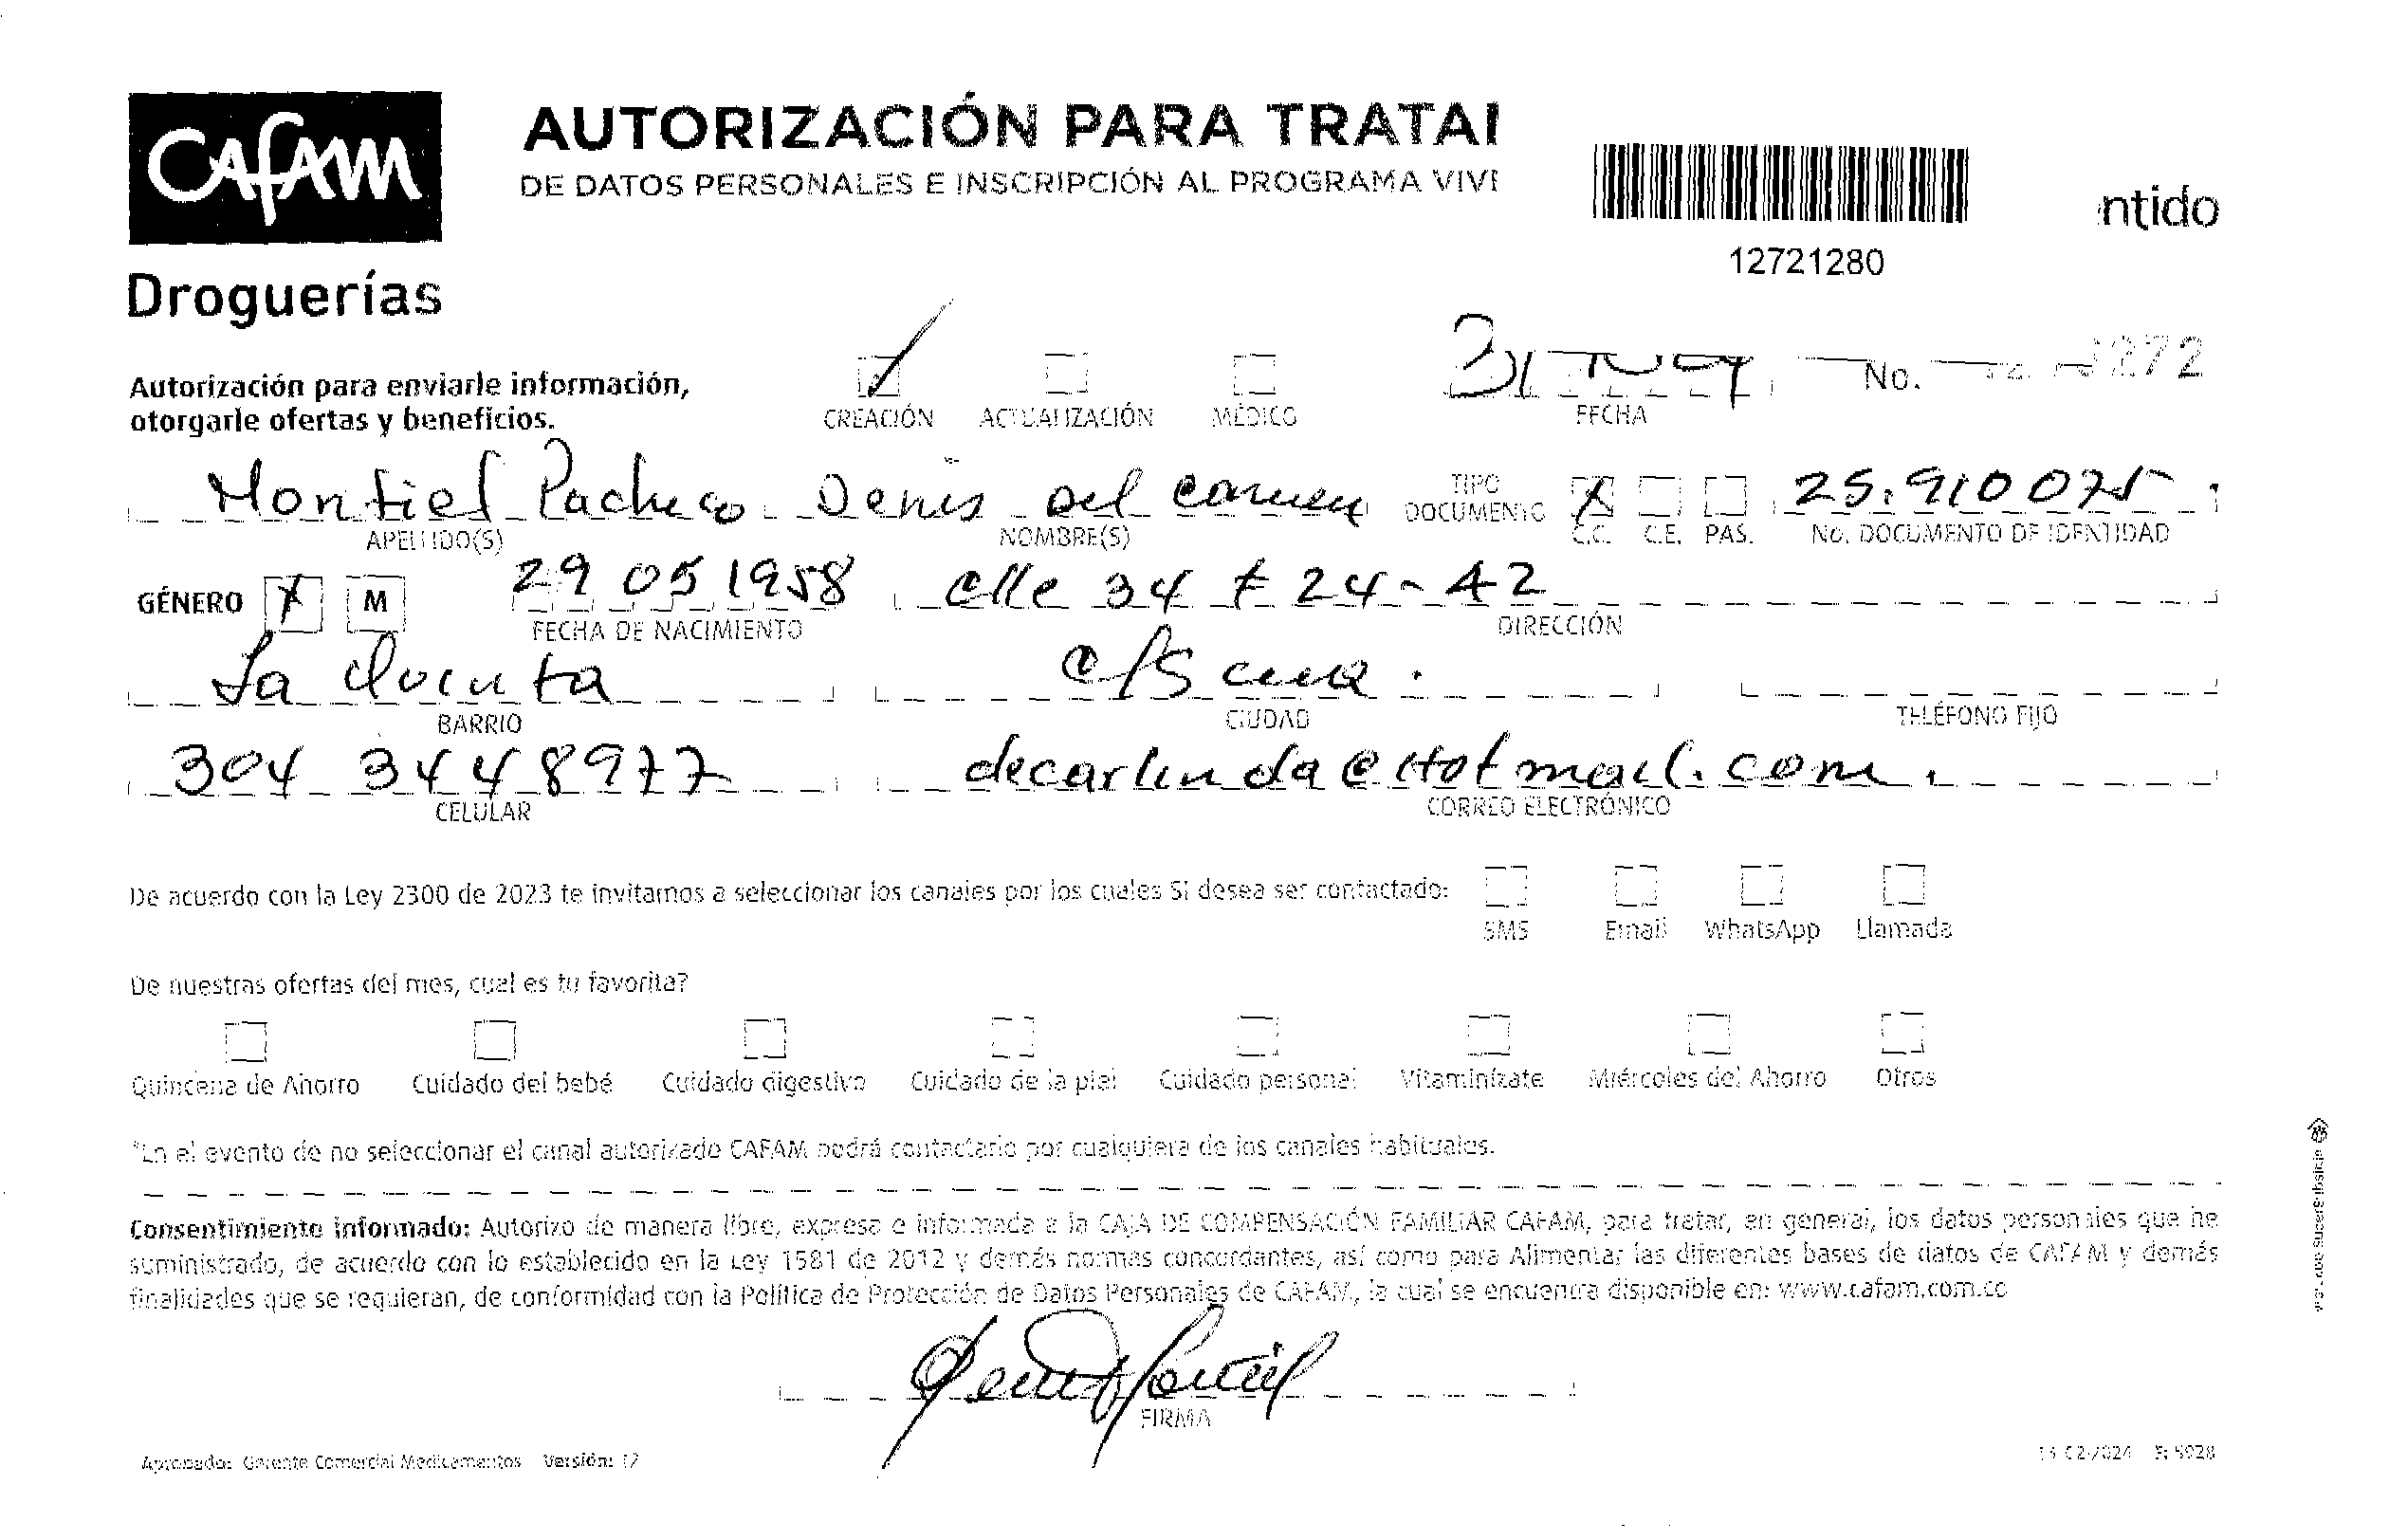 CAFAM
Droguerías
AUTORIZACIÓN PARA TRATAI
DE DATOS PERSONALES E INSCRIPCIÓN AL PROGRAMA VIVE
ntido
12721280
Autorización para enviarle información,
otorgarle ofertas y beneficios.
CREACIÓN ACTUALIZACIÓN MÉDICO
31
FECHA
No. 272
Montiel Pacheco Denis Del Carmen
APELLIDO(S) NOMBRE(S)
TIPO DOCUMENTO X C.C. C.E. PAS.
25.910075
No. DOCUMENTO DE IDENTIDAD
GÉNERO X M
29 05 1958
FECHA DE NACIMIENTO
clle 34 # 24-42
DIRECCIÓN
La Quinta
BARRIO
CIUDAD
TELÉFONO FIJO
304 3448977
CELULAR
decarlinda@Hotmail.com.
CORREO ELECTRÓNICO
De acuerdo con la Ley 2300 de 2023 te invitamos a seleccionar los canales por los cuales Si desea ser contactado:
SMS Email WhatsApp Llamada
De nuestras ofertas del mes, cual es tu favorita?
Quincena de Ahorro Cuidado del bebé Cuidado digestivo Cuidado de la piel Cuidado personal Vitamínizate Miércoles del Ahorro Otros
*En el evento de no seleccionar el canal autorizado CAFAM podrá contactarlo por cualquiera de los canales habituales.
Consentimiento informado: Autorizo de manera libre, expresa e informada a la CAJA DE COMPENSACIÓN FAMILIAR CAFAM, para tratar, en general, los datos personales que he
suministrado, de acuerdo con lo establecido en la Ley 1581 de 2012 y demás normas concordantes, así como para Alimentar las diferentes bases de datos de CAFAM y demás
finalidades que se requieran, de conformidad con la Política de Protección de Datos Personales de CAFAM, la cual se encuentra disponible en: www.cafam.com.co
FIRMA
Aprobado: Gerente Comercial Medicamentos Versión: 12